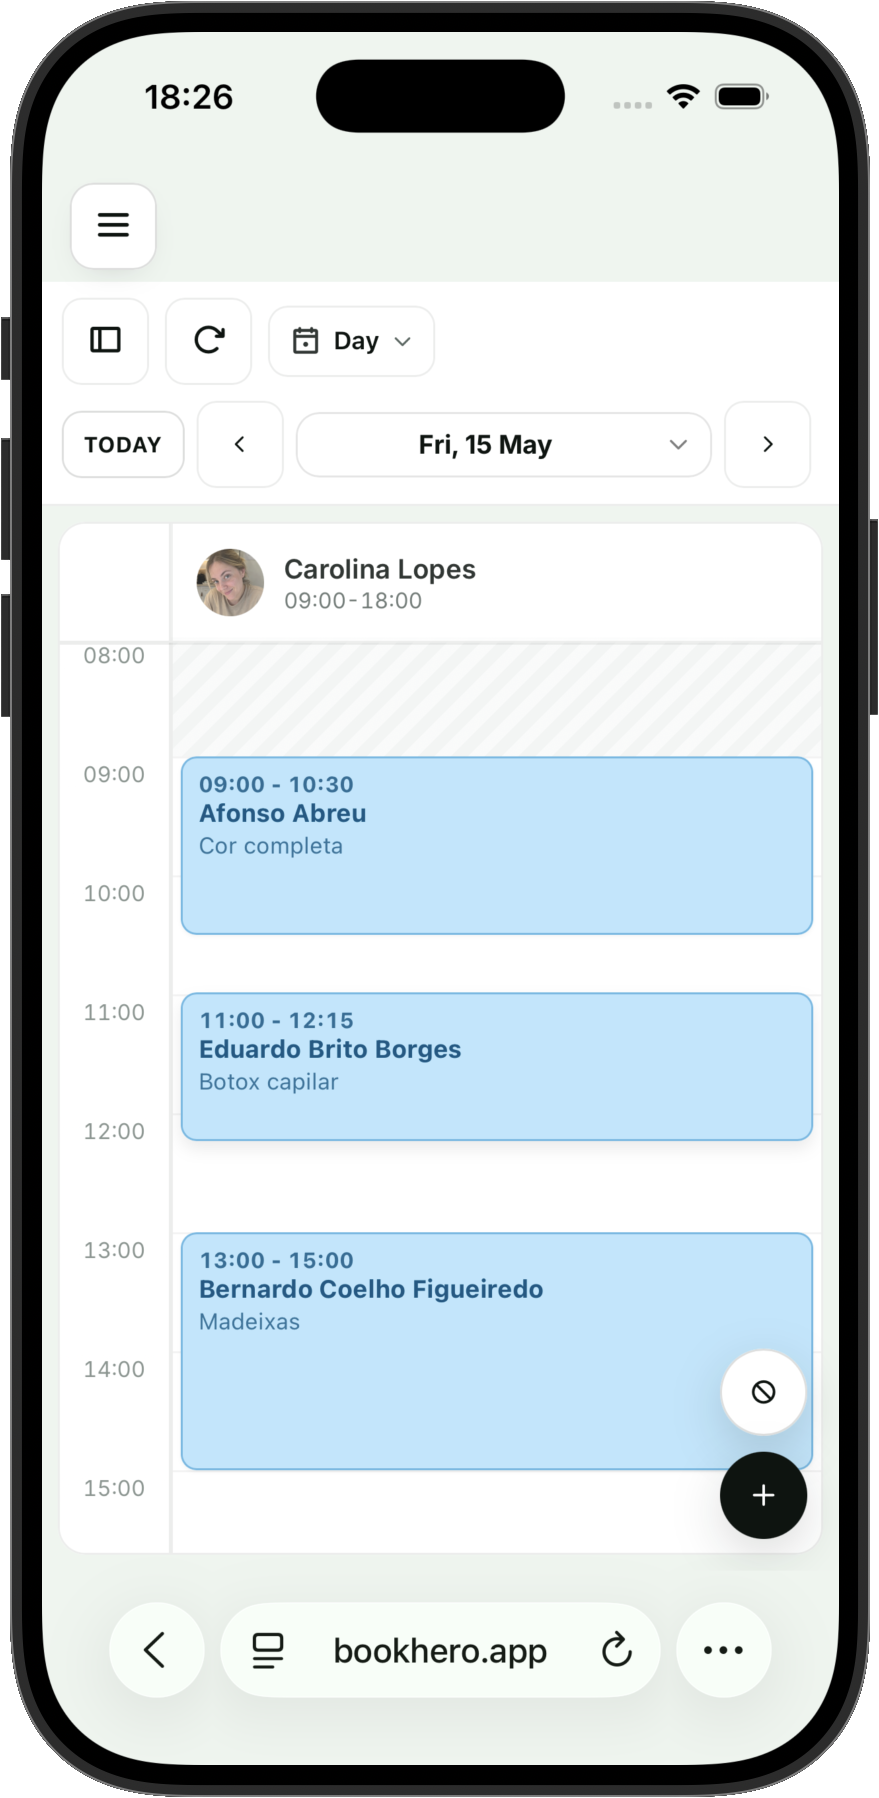 18:26
Day
TODAY
Fri, 15 May
Carolina Lopes
09:00-18:00
08:00
09:00
09:00 - 10:30
Afonso Abreu
Cor completa
10:00
11:00
11:00 - 12:15
Eduardo Brito Borges
Botox capilar
12:00
13:00
13:00 - 15:00
Bernardo Coelho Figueiredo
Madeixas
14:00
15:00
bookhero.app